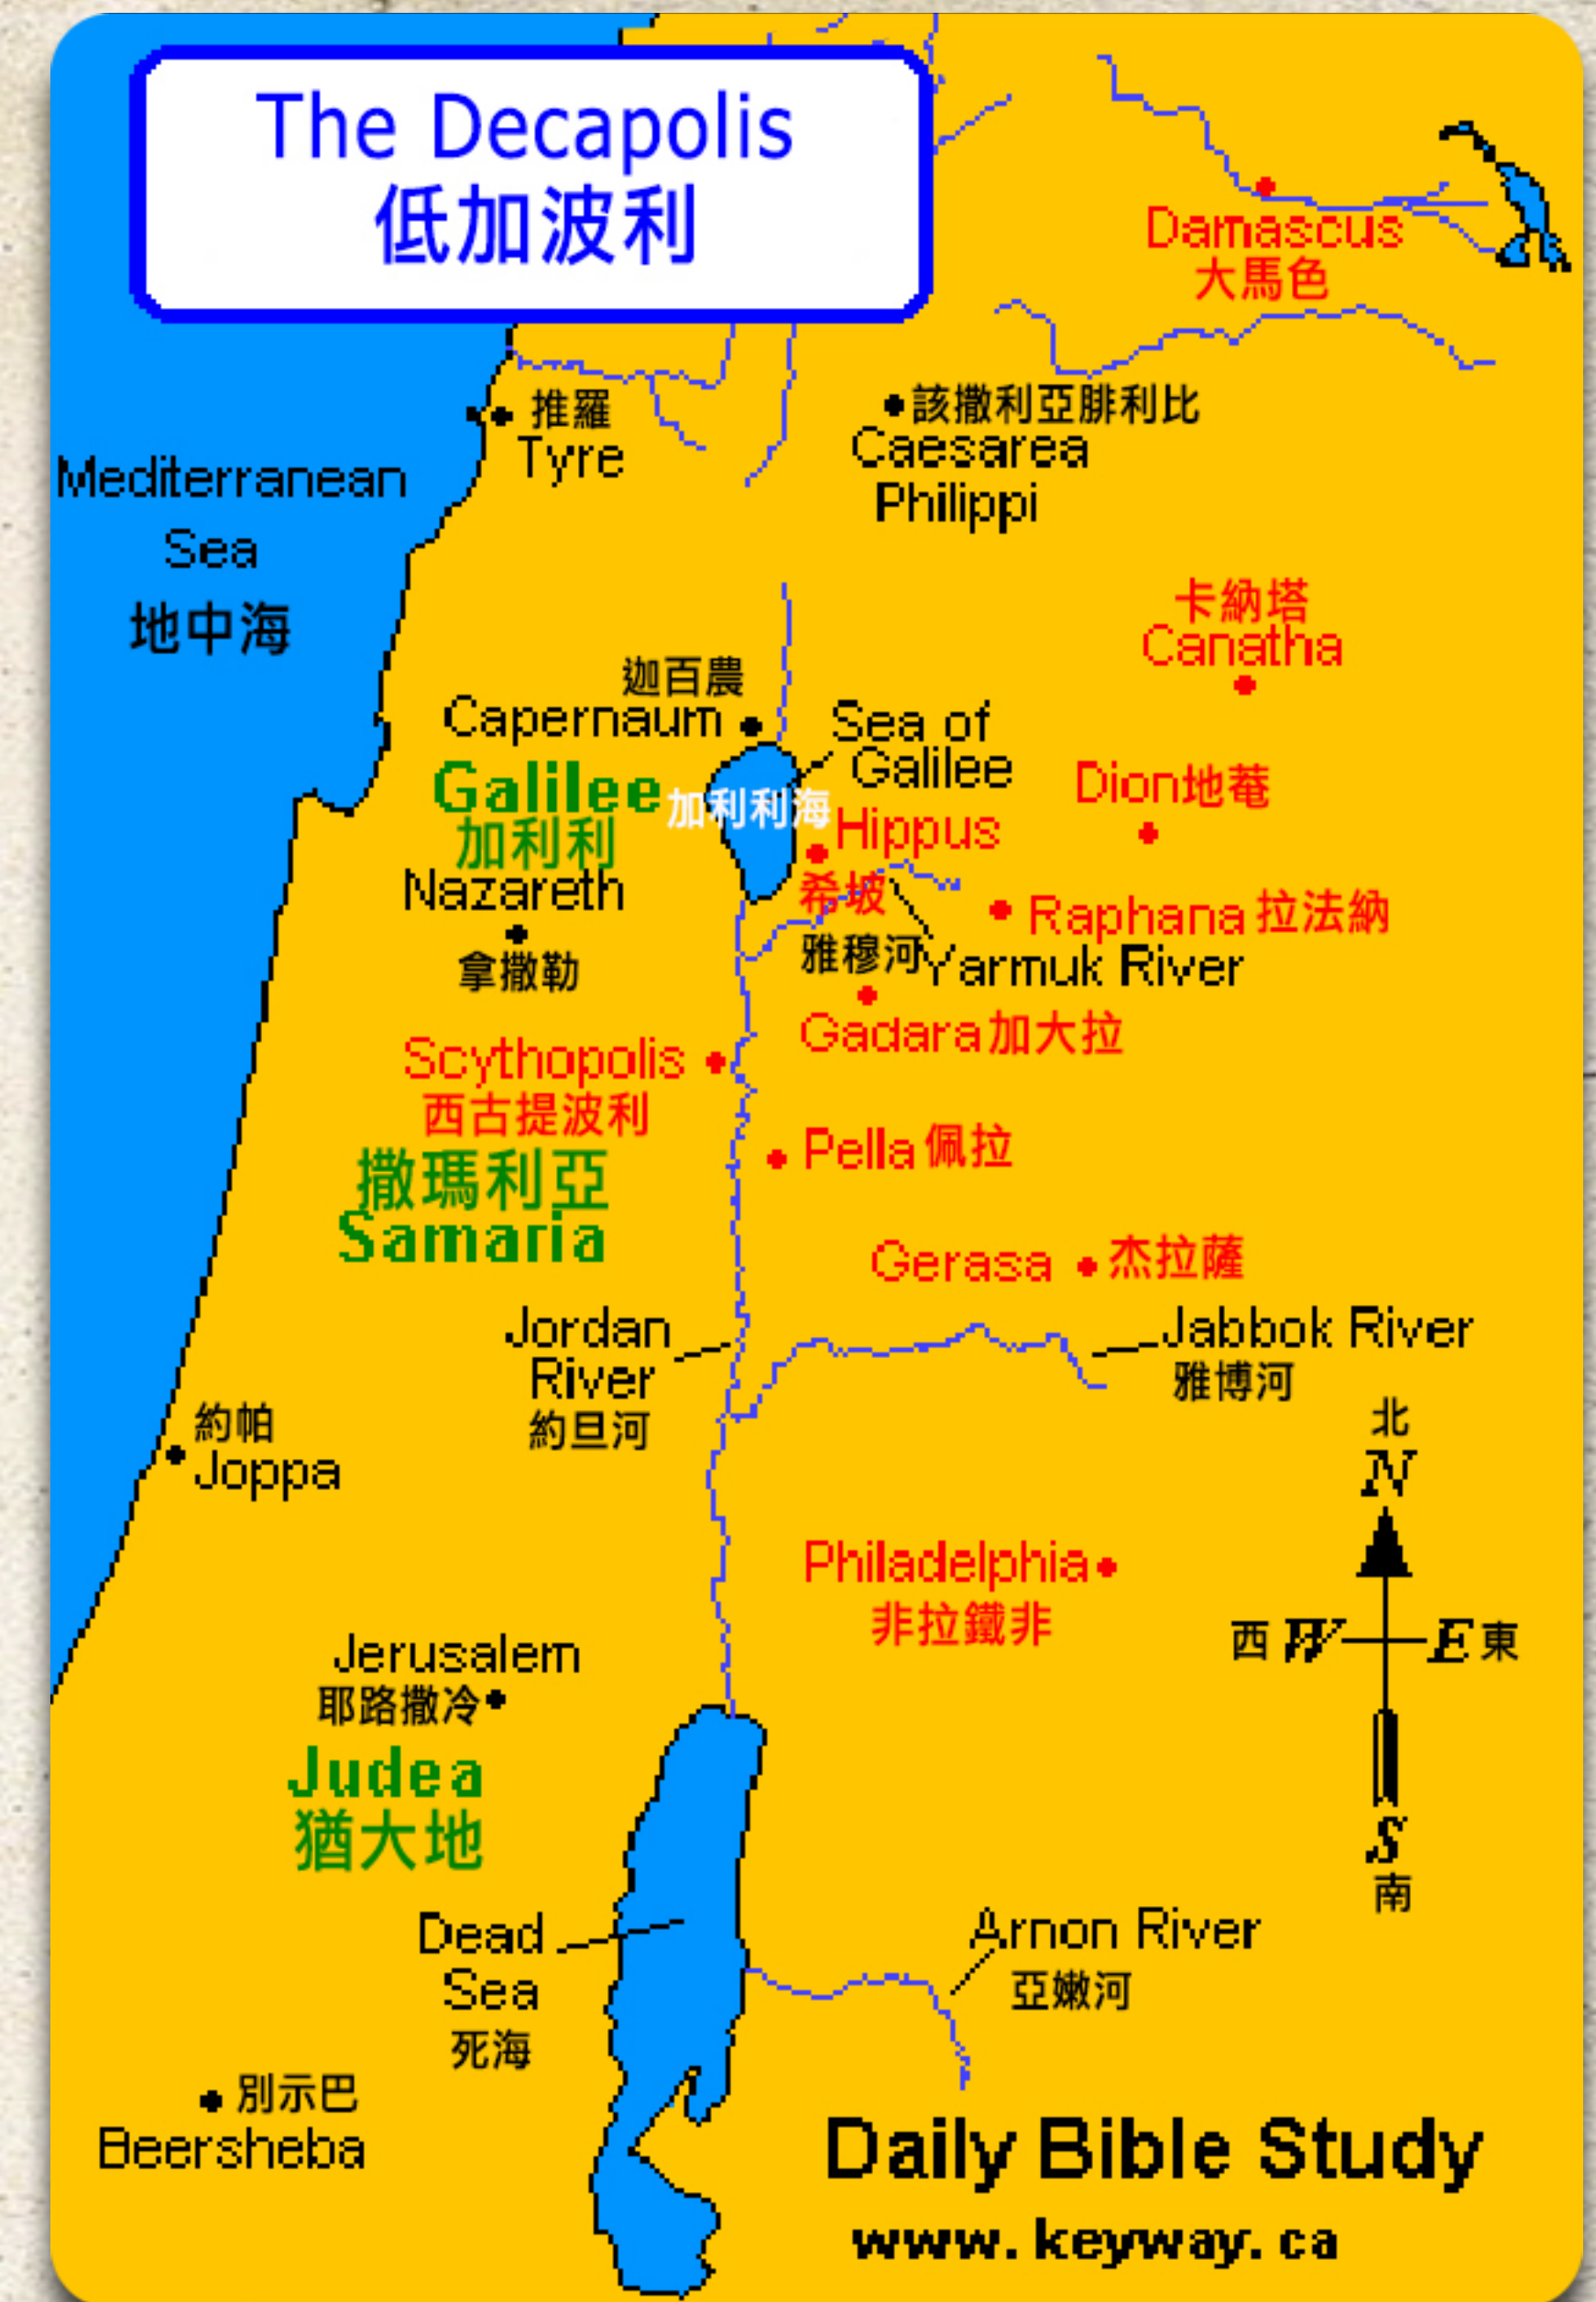 The Decapolis
低加波利
Damascus
大馬色
推羅
Tyre
該撒利亞腓利比
Caesarea
Philippi
Mediterranean
Sea
地中海
卡納塔
Canatha
迦百農
Capernaum
Sea of
Galilee
Galilee
加利利
加利利海
Dion地菴
Hippus
希坡
Nazareth
拿撒勒
Raphana 拉法納
雅穆河
Yarmuk River
Gadara 加大拉
Scythopolis
西古提波利
Pella 佩拉
撒瑪利亞
Samaria
Gerasa
杰拉薩
Jordan
River
約旦河
Jabbok River
雅博河
約帕
Joppa
北
N
西 W
E 東
S
南
Philadelphia
非拉鐵非
Jerusalem
耶路撒冷
Judea
猶大地
Dead
Sea
死海
Arnon River
亞嫩河
別示巴
Beersheba
Daily Bible Study
www.keyway.ca